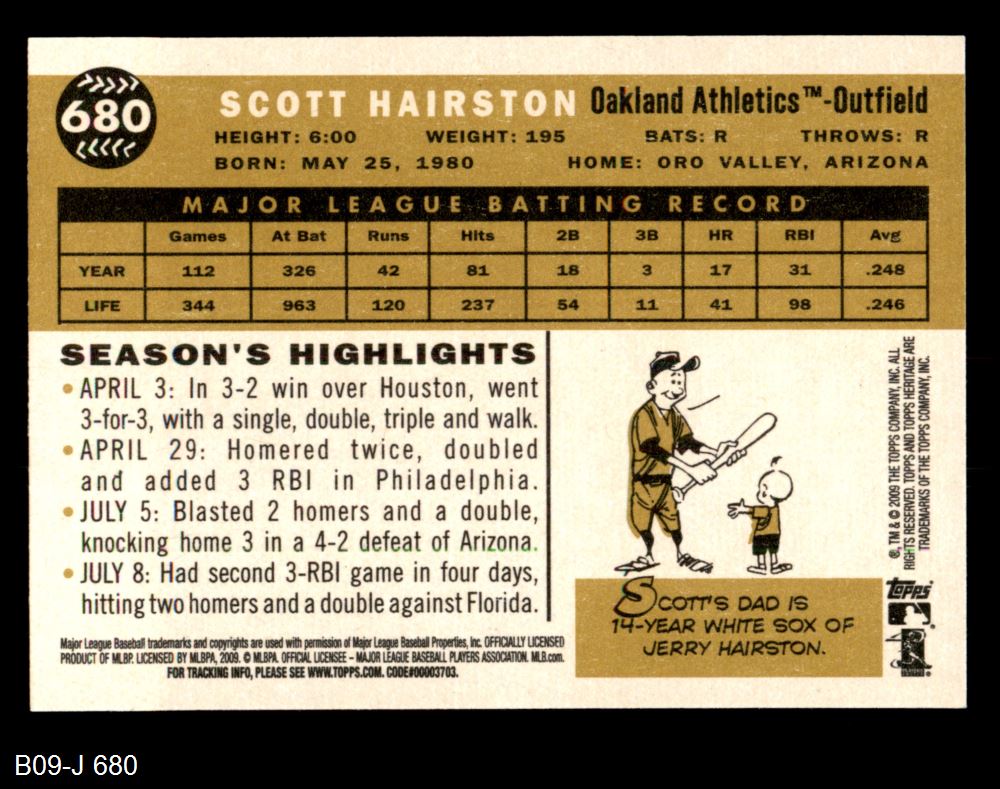 680
SCOTT HAIRSTON Oakland Athletics™-Outfield
HEIGHT: 6:00 WEIGHT: 195 BATS: R THROWS: R
BORN: MAY 25, 1980 HOME: ORO VALLEY, ARIZONA
MAJOR LEAGUE BATTING RECORD
Games At Bat Runs Hits 2B 3B HR RBI Avg
YEAR 112 326 42 81 18 3 17 31 .248
LIFE 344 963 120 237 54 11 41 98 .246
SEASON'S HIGHLIGHTS
• APRIL 3: In 3-2 win over Houston, went
3-for-3, with a single, double, triple and walk.
• APRIL 29: Homered twice, doubled
and added 3 RBI in Philadelphia.
• JULY 5: Blasted 2 homers and a double,
knocking home 3 in a 4-2 defeat of Arizona.
• JULY 8: Had second 3-RBI game in four days,
hitting two homers and a double against Florida.
Major League Baseball trademarks and copyrights are used with permission of Major League Baseball Properties, Inc. OFFICIALLY LICENSED
PRODUCT OF MLBP. LICENSED BY MLBPA, 2009. © MLBPA. OFFICIAL LICENSEE – MAJOR LEAGUE BASEBALL PLAYERS ASSOCIATION. MLB.com.
FOR TRACKING INFO, PLEASE SEE WWW.TOPPS.COM. CODE#00003703.
SCOTT'S DAD IS
14-YEAR WHITE SOX OF
JERRY HAIRSTON.
®, TM & © 2009 THE TOPPS COMPANY, INC. ALL
RIGHTS RESERVED. TOPPS AND TOPPS HERITAGE ARE
TRADEMARKS OF THE TOPPS COMPANY, INC.
topps
B09-J 680